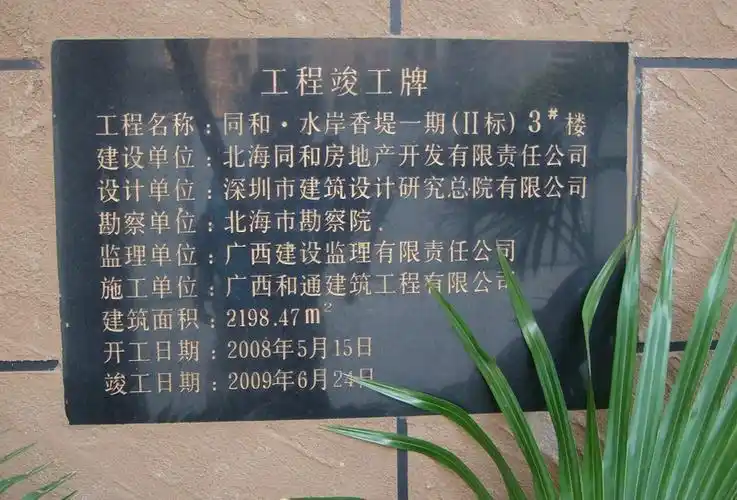 工程竣工牌
工程名称：同和·水岸香堤一期(II标) 3#楼
建设单位：北海同和房地产开发有限责任公司
设计单位：深圳市建筑设计研究总院有限公司
勘察单位：北海市勘察院
监理单位：广西建设监理有限责任公司
施工单位：广西和通建筑工程有限公司
建筑面积：2198.47m²
开工日期：2008年5月15日
竣工日期：2009年6月24日